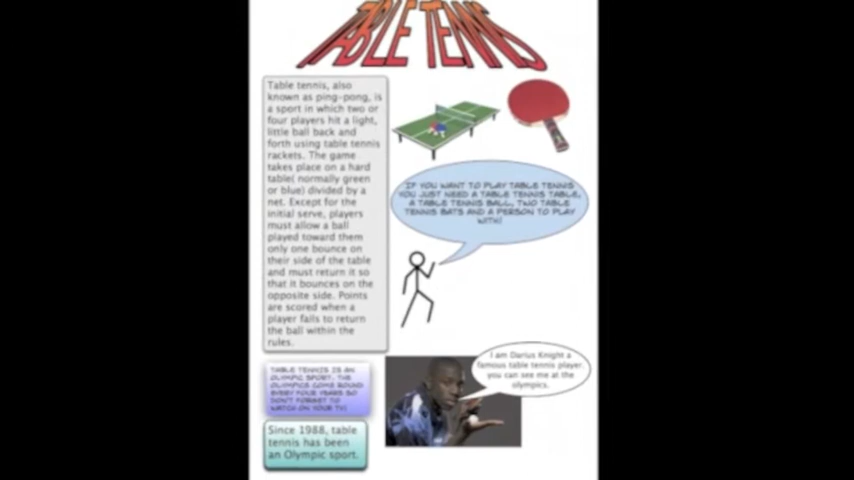 TABLE TENNIS
Table tennis, also
known as ping-pong, is
a sport in which two or
four players hit a light,
little ball back and
forth using table tennis
rackets. The game
takes place on a hard
table( normally green
or blue) divided by a
net. Except for the
initial serve, players
must allow a ball
played toward them
only one bounce on
their side of the table
and must return it so
that it bounces on the
opposite side. Points
are scored when a
player fails to return
the ball within the
rules.
IF YOU WANT TO PLAY TABLE TENNIS
YOU JUST NEED A TABLE TENNIS TABLE,
A TABLE TENNIS BALL, TWO TABLE
TENNIS BATS AND A PERSON TO PLAY
WITH!
I am Darius Knight a
famous table tennis player.
you can see me at the
olympics.
TABLE TENNIS IS AN
OLYMPIC SPORT. THE
OLYMPICS COME ROUND
EVERY FOUR YEARS SO
DON'T FORGET TO
WATCH ON YOUR TV!
Since 1988, table
tennis has been
an Olympic sport.